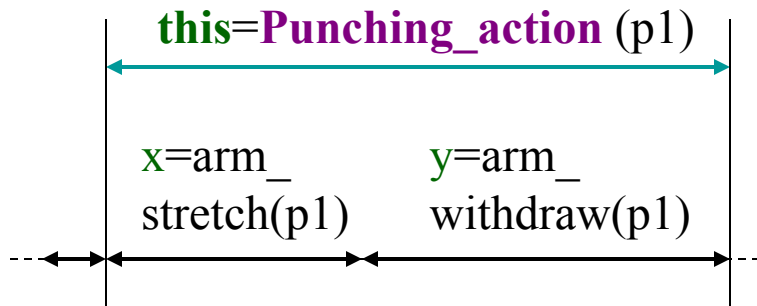 this=Punching_action (p1)
x=arm_ y=arm_
stretch(p1) withdraw(p1)